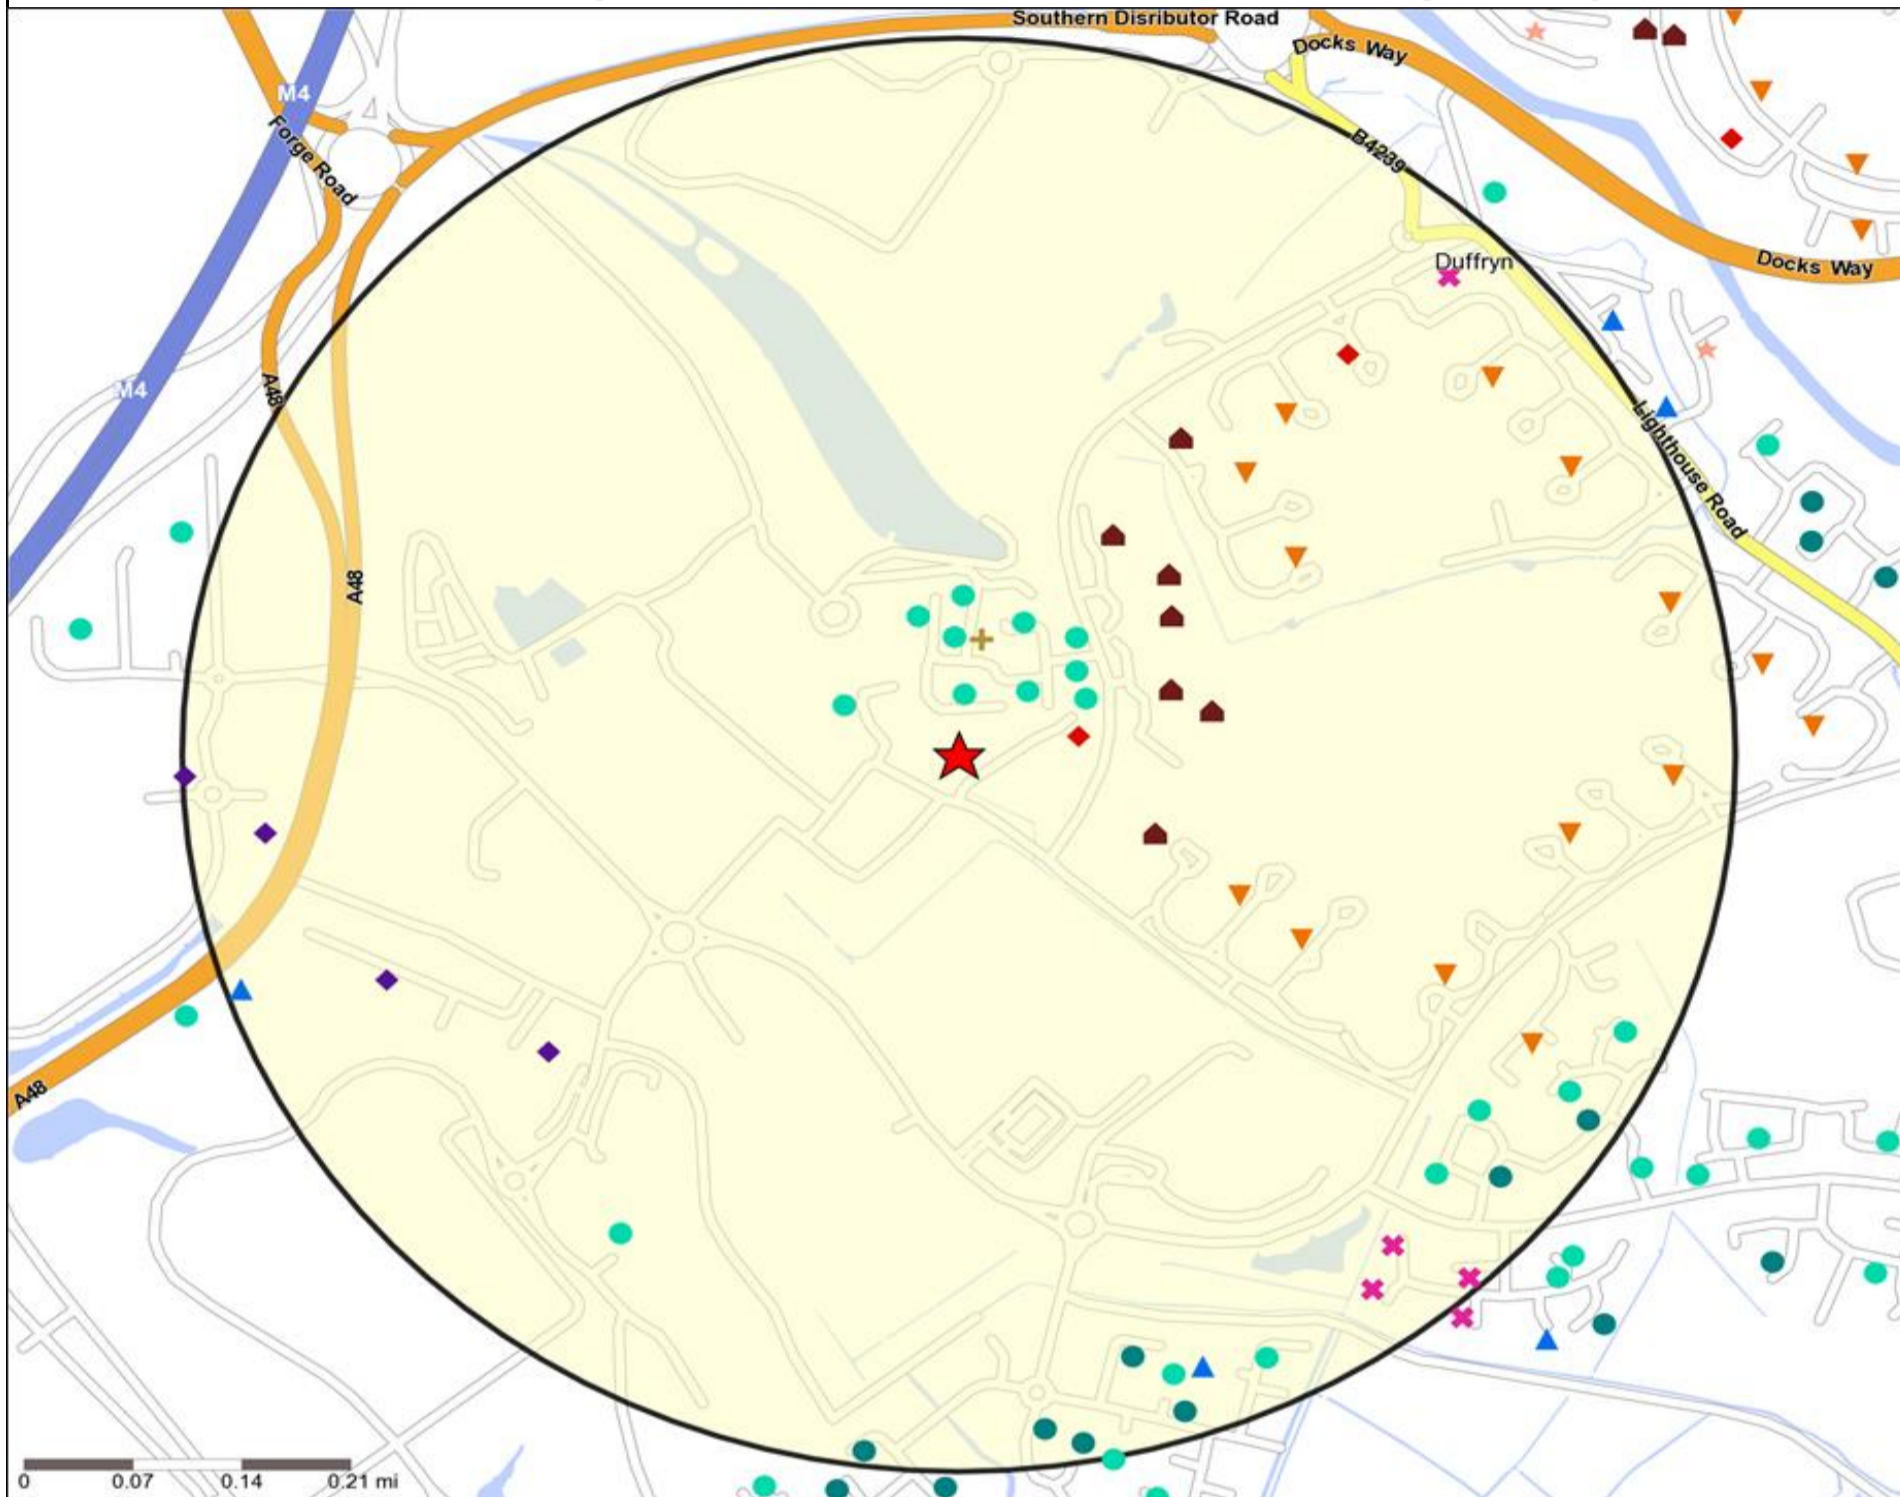 Southern Disributor Road
Docks Way
M4
Forge Road
B4239
Duffryn
Docks Way
A48
M4
Lighthouse Road
A48
A48
0 0.07 0.14 0.21 mi